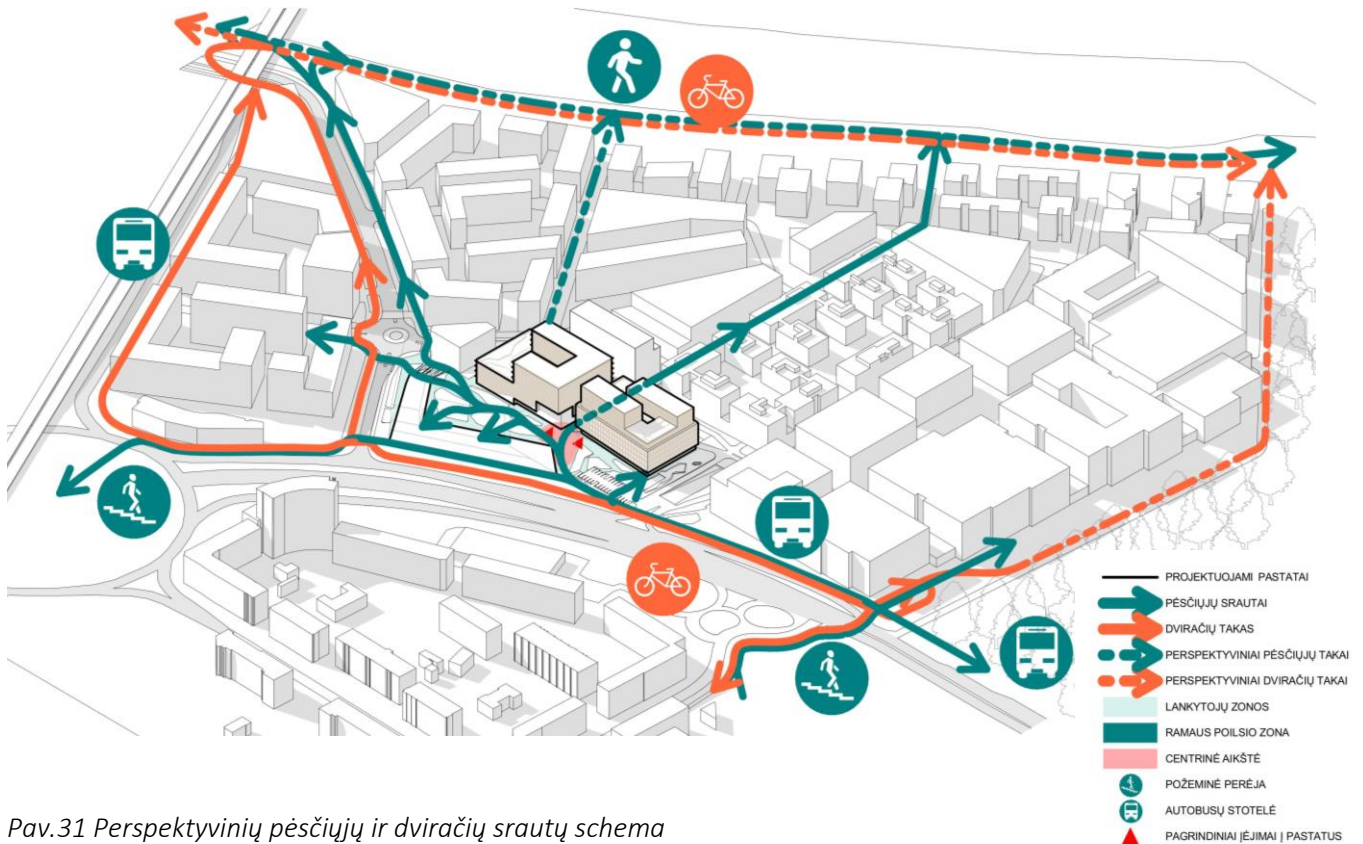 PROJEKTUOJAMI PASTATAI
PĖSČIŲJŲ SRAUTAI
DVIRAČIŲ TAKAS
PERSPEKTYVINIAI PĖSČIŲJŲ TAKAI
PERSPEKTYVINIAI DVIRAČIŲ TAKAI
LANKYTOJŲ ZONOS
RAMAUS POILSIO ZONA
CENTRINĖ AIKŠTĖ
POŽEMINĖ PERĖJA
AUTOBUSŲ STOTELĖ
PAGRINDINIAI ĮĖJIMAI Į PASTATUS
Pav.31 Perspektyvinių pėsčiųjų ir dviračių srautų schema